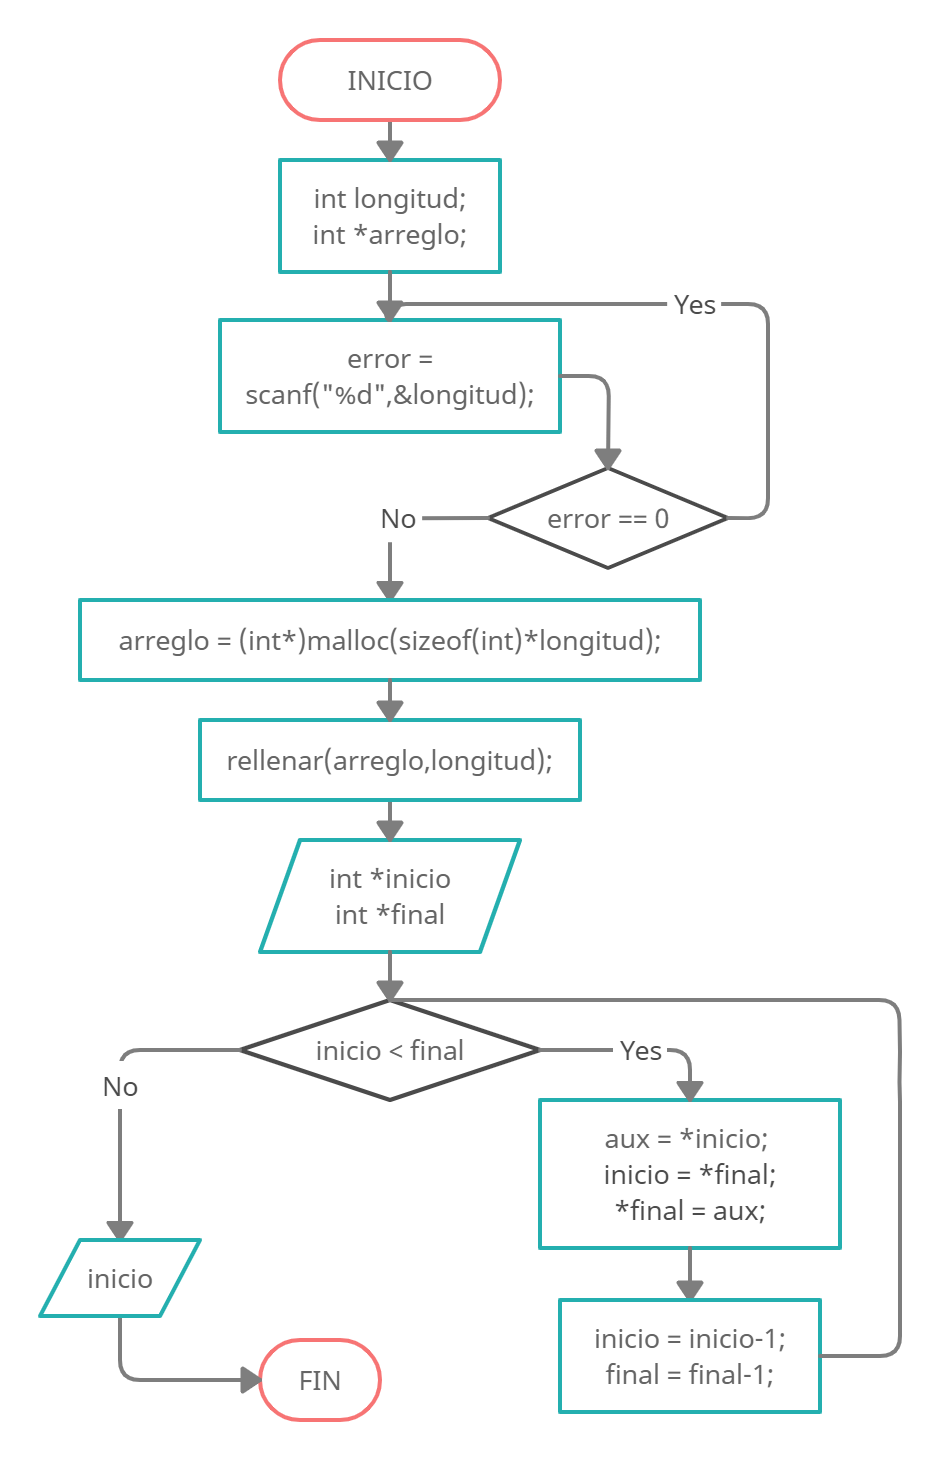 INICIO
int longitud;
int *arreglo;
Yes
error =
scanf("%d",&longitud);
error == 0
No
arreglo = (int*)malloc(sizeof(int)*longitud);
rellenar(arreglo,longitud);
int *inicio
int *final
inicio < final
Yes
No
aux = *inicio;
inicio = *final;
*final = aux;
inicio
inicio = inicio-1;
final = final-1;
FIN